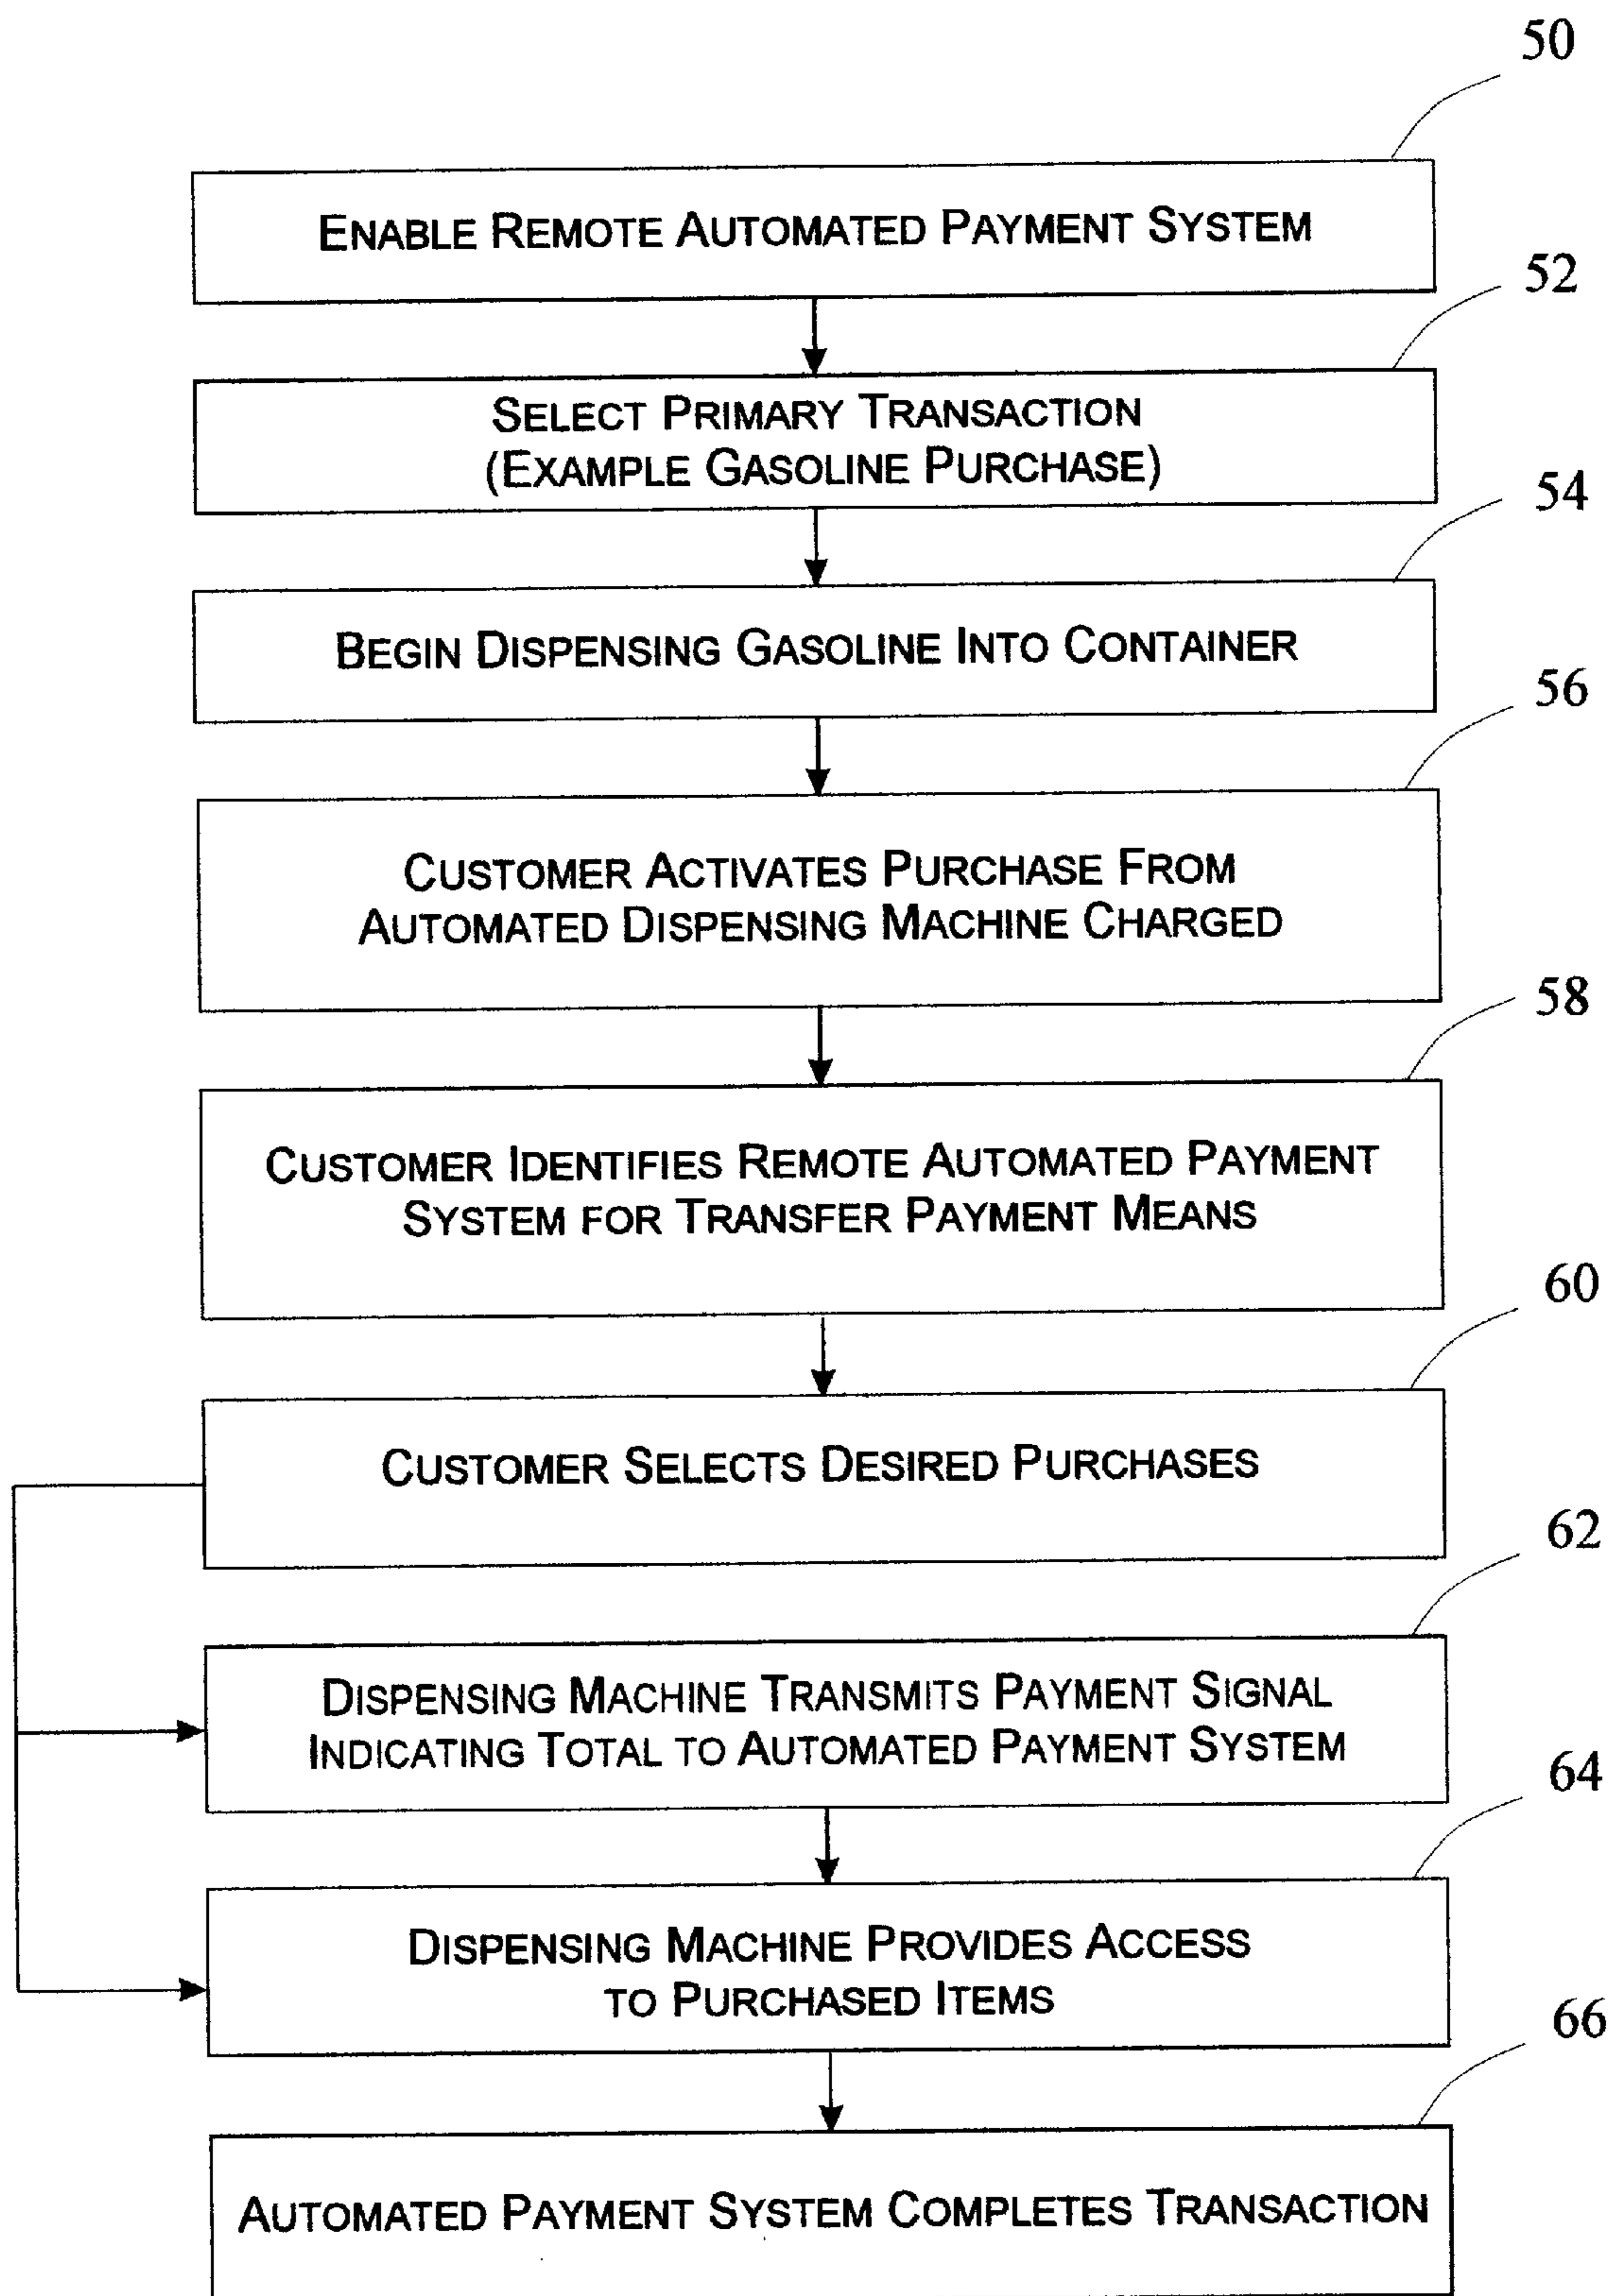 50
ENABLE REMOTE AUTOMATED PAYMENT SYSTEM
52
SELECT PRIMARY TRANSACTION
(EXAMPLE GASOLINE PURCHASE)
54
BEGIN DISPENSING GASOLINE INTO CONTAINER
56
CUSTOMER ACTIVATES PURCHASE FROM
AUTOMATED DISPENSING MACHINE CHARGED
58
CUSTOMER IDENTIFIES REMOTE AUTOMATED PAYMENT
SYSTEM FOR TRANSFER PAYMENT MEANS
60
CUSTOMER SELECTS DESIRED PURCHASES
62
DISPENSING MACHINE TRANSMITS PAYMENT SIGNAL
INDICATING TOTAL TO AUTOMATED PAYMENT SYSTEM
64
DISPENSING MACHINE PROVIDES ACCESS
TO PURCHASED ITEMS
66
AUTOMATED PAYMENT SYSTEM COMPLETES TRANSACTION